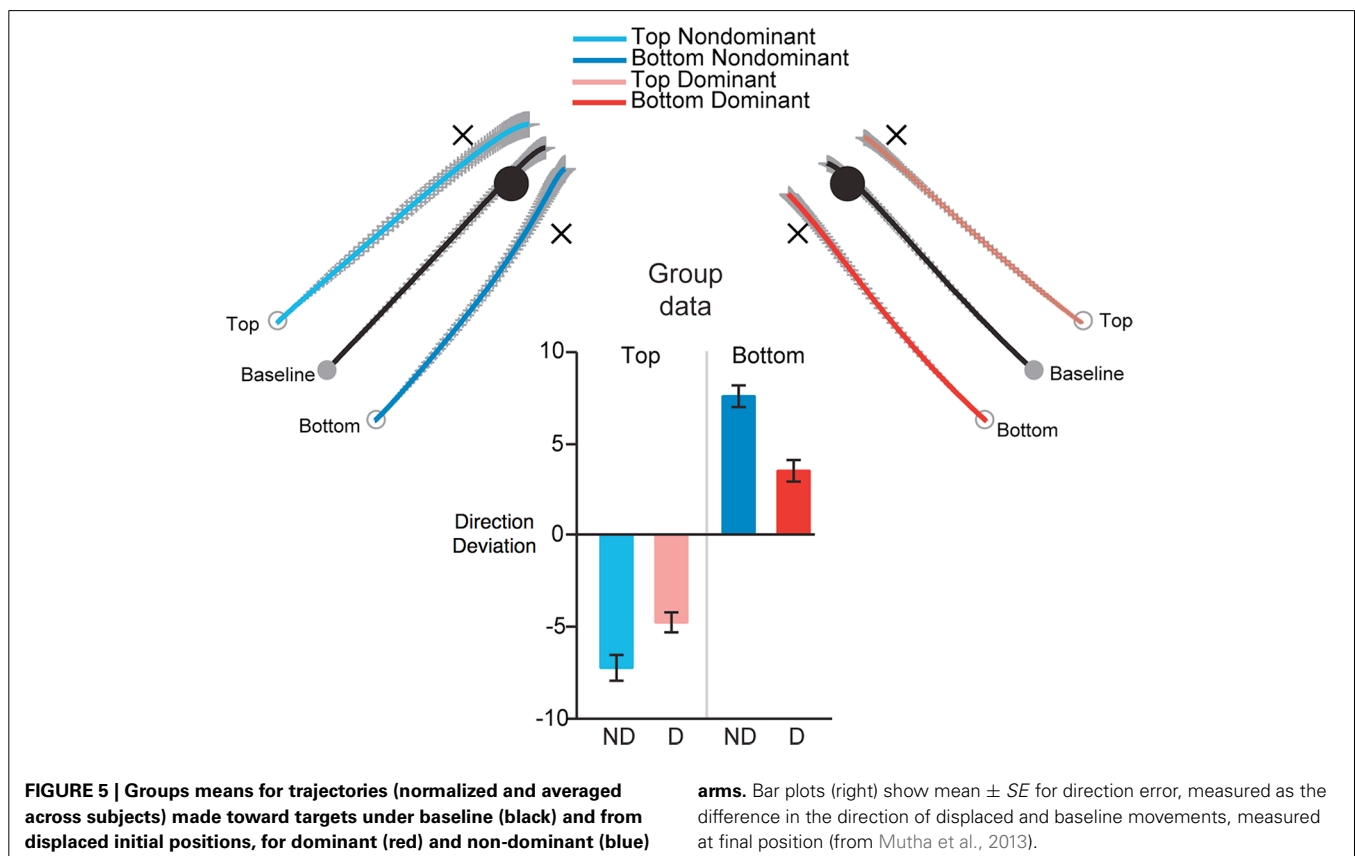 Top Nondominant
Bottom Nondominant
Top Dominant
Bottom Dominant
Top
Baseline
Bottom
Top
Baseline
Bottom
Group
data
Top
Bottom
10
5
0
-5
-10
Direction
Deviation
ND
D
ND
D
FIGURE 5 | Groups means for trajectories (normalized and averaged
across subjects) made toward targets under baseline (black) and from
displaced initial positions, for dominant (red) and non-dominant (blue)
arms. Bar plots (right) show mean ± SE for direction error, measured as the
difference in the direction of displaced and baseline movements, measured
at final position (from Mutha et al., 2013).